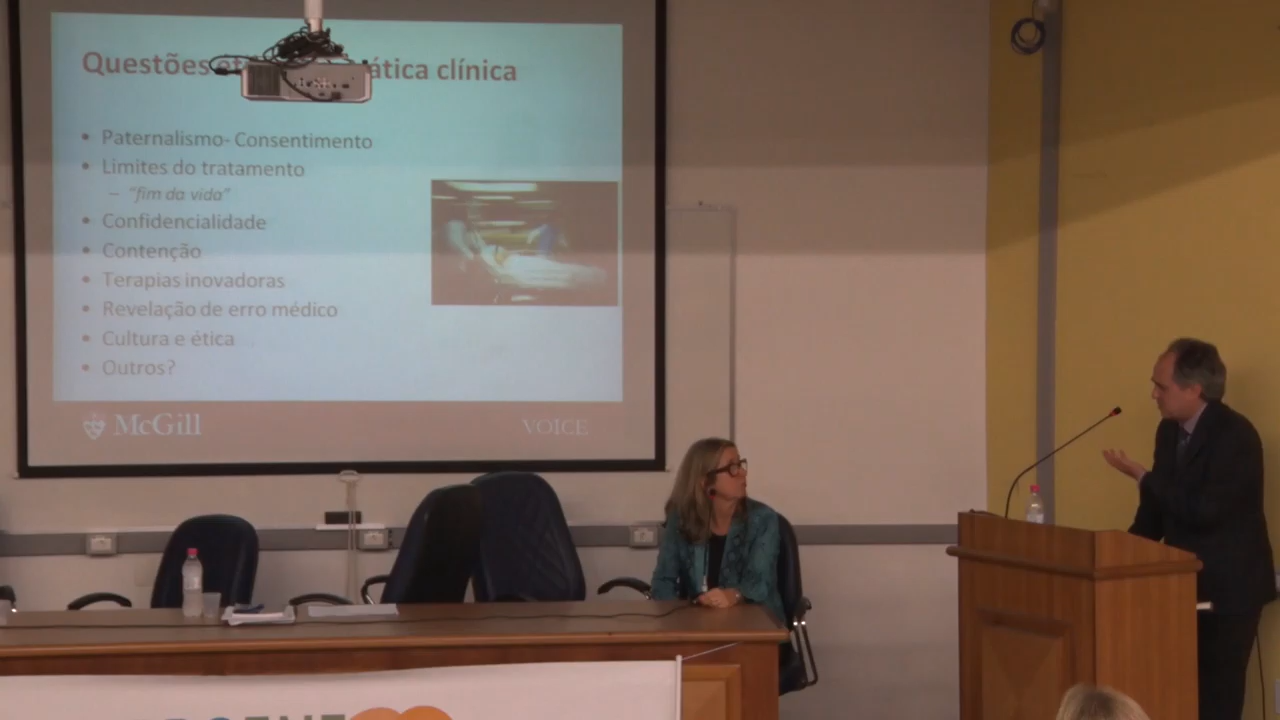 Questões ática clínica
• Paternalismo- Consentimento
• Limites do tratamento
– "fim da vida"
• Confidencialidade
• Contenção
• Terapias inovadoras
• Revelação de erro médico
• Cultura e ética
• Outros?
McGill
VOICE